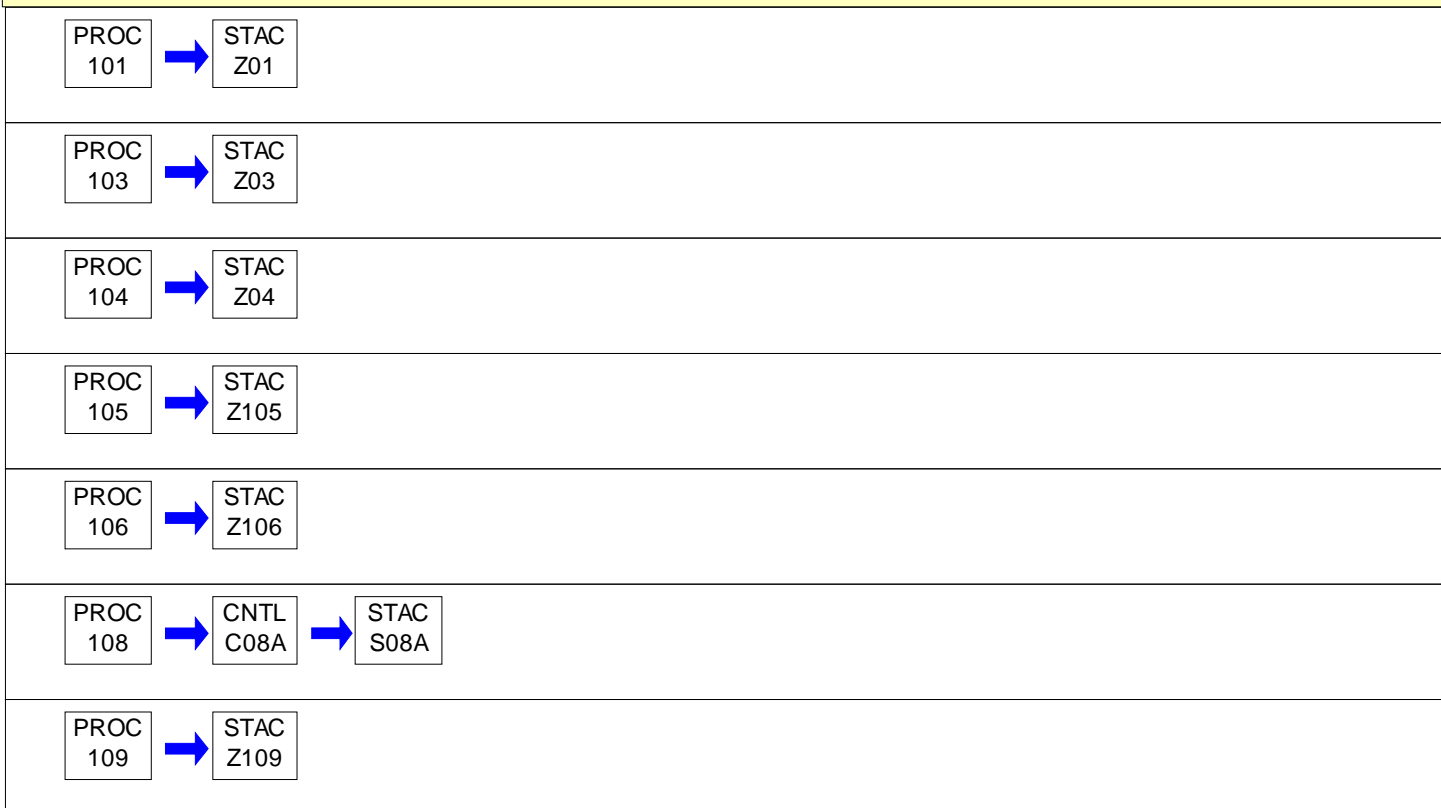 PROC
101
STAC
Z01
PROC
103
STAC
Z03
PROC
104
STAC
Z04
PROC
105
STAC
Z105
PROC
106
STAC
Z106
PROC
108
CNTL
C08A
STAC
S08A
PROC
109
STAC
Z109